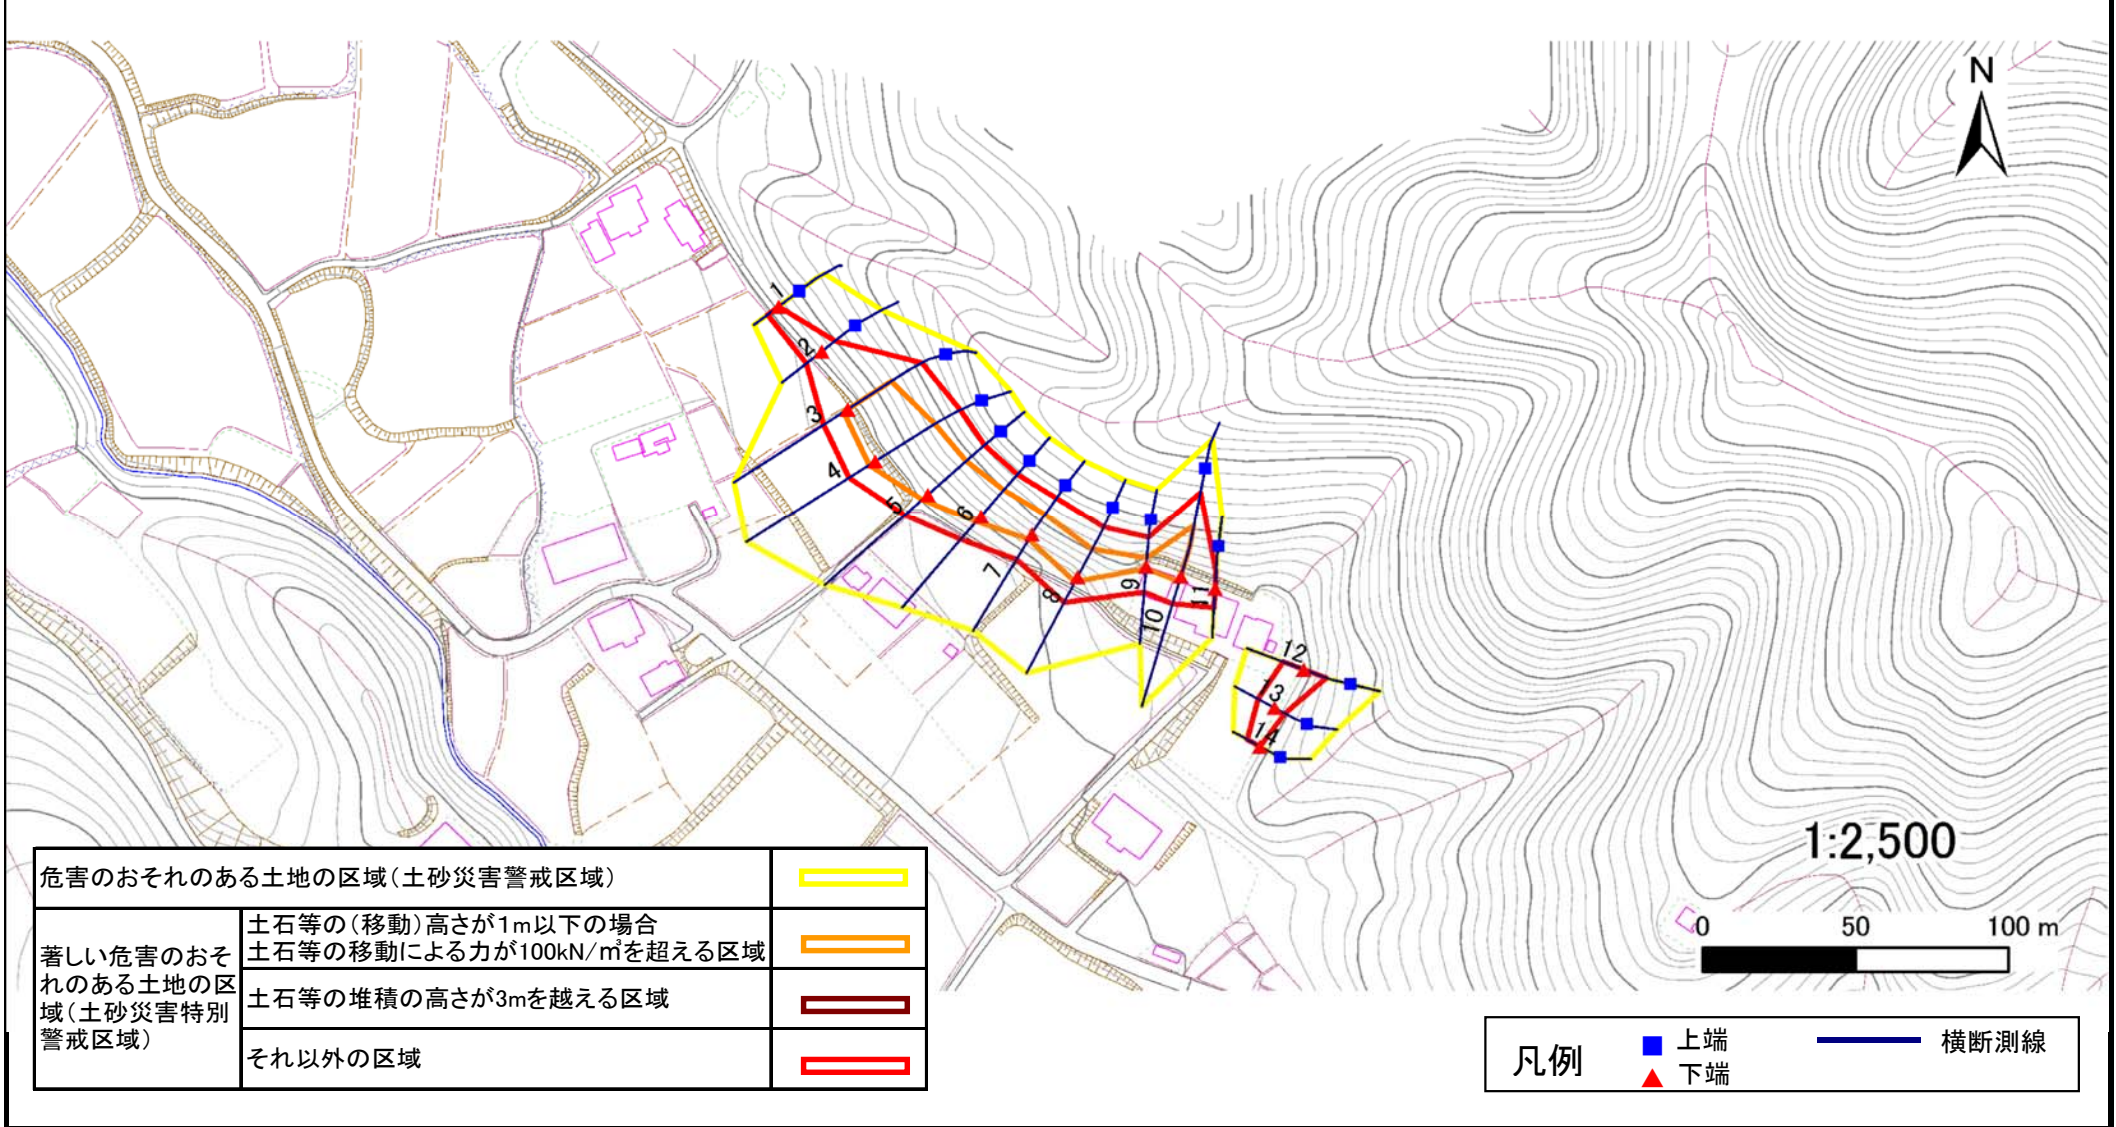 N
1
2
3
4
5
6
7
8
9
10
11
12
13
14
1:2,500
0 50 100 m
危害のおそれのある土地の区域(土砂災害警戒区域)
著しい危害のおそ
れのある土地の区
域(土砂災害特別
警戒区域)
土石等の(移動)高さが1m以下の場合
土石等の移動による力が100kN/㎡を超える区域
土石等の堆積の高さが3mを越える区域
それ以外の区域
凡例
上端
下端
横断測線